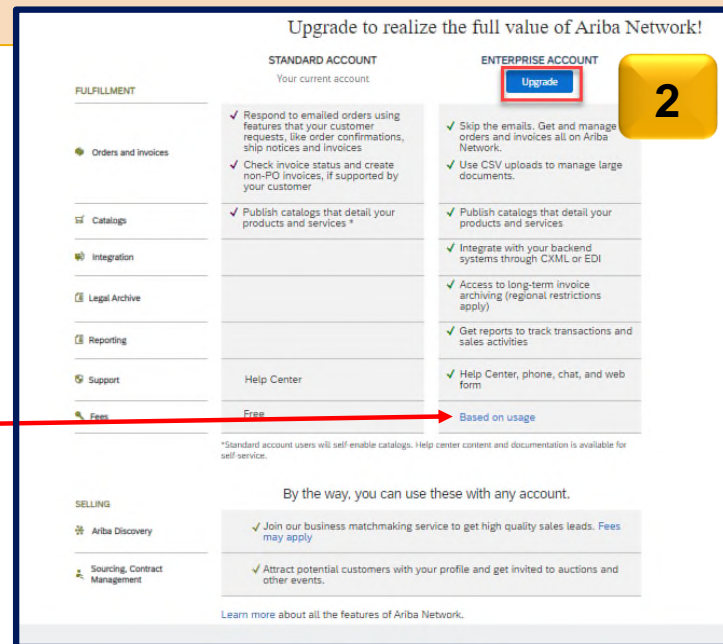 Upgrade to realize the full value of Ariba Network!
STANDARD ACCOUNT
Your current account
ENTERPRISE ACCOUNT
Upgrade
2
FULFILLMENT
Orders and invoices
✓ Respond to emailed orders using
features that your customer
requests, like order confirmations,
ship notices and invoices
✓ Check invoice status and create
non-PO invoices, if supported by
your customer
✓ Skip the emails. Get and manage
orders and invoices all on Ariba
Network.
✓ Use CSV uploads to manage large
documents.
Catalogs
✓ Publish catalogs that detail your
products and services *
✓ Publish catalogs that detail your
products and services
Integration
✓ Integrate with your backend
systems through CXML or EDI
Legal Archive
✓ Access to long-term invoice
archiving (regional restrictions
apply)
Reporting
✓ Get reports to track transactions and
sales activities
Support
Help Center
✓ Help Center, phone, chat, and web
form
Fees
Free
Based on usage
*Standard account users will self-enable catalogs. Help center content and documentation is available for
self-service.
By the way, you can use these with any account.
SELLING
Ariba Discovery
✓ Join our business matchmaking service to get high quality sales leads. Fees
may apply
Sourcing, Contract
Management
✓ Attract potential customers with your profile and get invited to auctions and
other events.
Learn more about all the features of Ariba Network.